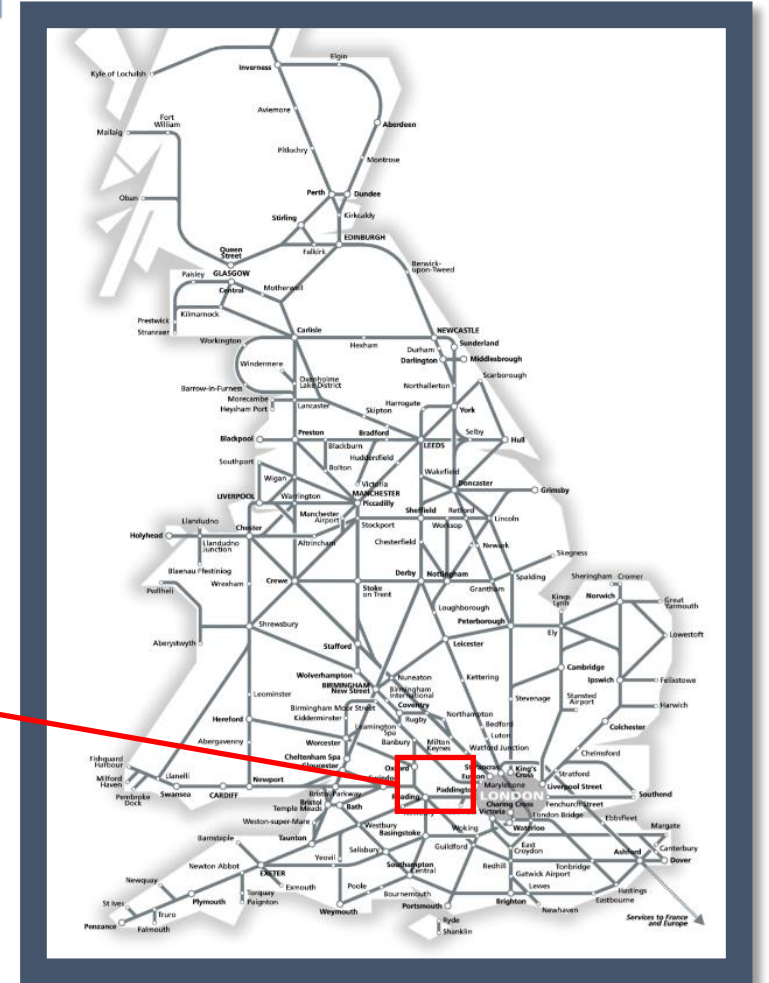 Elgin
Inverness
Kyle of Lochalsh
Aviemore
Fort
William
Mallaig
Aberdeen
Pitlochry
Montrose
Perth
Dundee
Oban
Stirling
Kirkcaldy
EDINBURGH
Queen
Street
Falkirk
Berwick-
upon-Tweed
Paisley
GLASGOW
Central
Motherwell
Kilmarnock
Prestwick
Stranraer
Carlisle
NEWCASTLE
Workington
Hexham
Sunderland
Durham
Darlington
Middlesbrough
Windermere
Scarborough
Oxenholme
Lake District
Northallerton
Barrow-in-Furness
Morecambe
Heysham Port
Lancaster
Harrogate
York
Skipton
Preston
Bradford
Selby
Blackpool
Blackburn
LEEDS
Hull
Southport
Huddersfield
Bolton
Wakefield
Wigan
Victoria
Doncaster
MANCHESTER
Piccadilly
Grimsby
LIVERPOOL
Warrington
Sheffield
Retford
Llandudno
Manchester
Airport
Lincoln
Chester
Stockport
Worksop
Holyhead
Llandudno
Junction
Altrincham
Chesterfield
Newark
Skegness
Blaenau Ffestiniog
Derby
Nottingham
Spalding
Sheringham
Cromer
Pwllheli
Wrexham
Crewe
Stoke
on Trent
Grantham
Kings
Lynn
Norwich
Great
Yarmouth
Loughborough
Peterborough
Shrewsbury
Ely
Lowestoft
Aberystwyth
Stafford
Leicester
Cambridge
Wolverhampton
Nuneaton
Kettering
Ipswich
Felixstowe
BIRMINGHAM
New Street
Birmingham
International
Leominster
Coventry
Stevenage
Stansted
Airport
Harwich
Birmingham Moor Street
Northampton
Hereford
Kidderminster
Rugby
Bedford
Colchester
Leamington
Spa
Abergavenny
Worcester
Banbury
Milton
Keynes
Luton
Watford Junction
Chelmsford
Cheltenham Spa
Fishguard
Harbour
Gloucester
Oxford
King's
Cross
Stratford
Euston
Milford
Haven
Llanelli
Newport
Marylebone
Liverpool Street
Pembroke
Dock
Swansea
CARDIFF
Bristol Parkway
Paddington
LONDON
Southend
Bristol
Temple Meads
Bath
Reading
Charing Cross
Fenchurch Street
Victoria
London Bridge
Ebbsfleet
Weston-super-Mare
Westbury
Waterloo
Margate
Barnstaple
Taunton
Basingstoke
Woking
East
Croydon
Canterbury
Salisbury
Guildford
Ashford
Newton Abbot
Yeovil
Southampton
Central
Redhill
Tonbridge
Dover
EXETER
Gatwick Airport
Newquay
Exmouth
Poole
Lewes
Hastings
Torquay
Paignton
Bournemouth
St Ives
Plymouth
Portsmouth
Brighton
Eastbourne
Weymouth
Newhaven
Truro
Penzance
Falmouth
Ryde
Shanklin
Services to France
and Europe